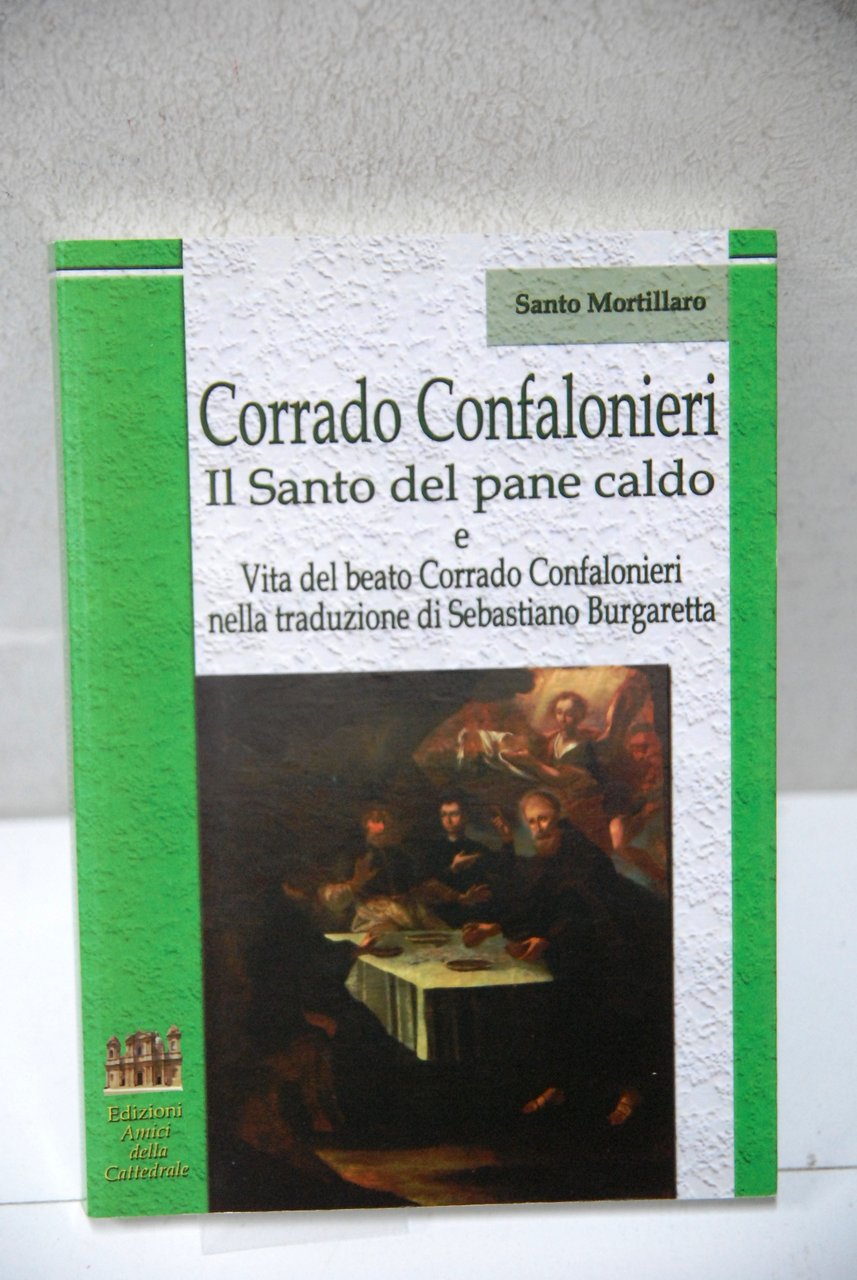 Santo Mortillaro
Corrado Confalonieri
Il Santo del pane caldo
e
Vita del beato Corrado Confalonieri
nella traduzione di Sebastiano Burgaretta
Edizioni
Amici
della
Cattedrale